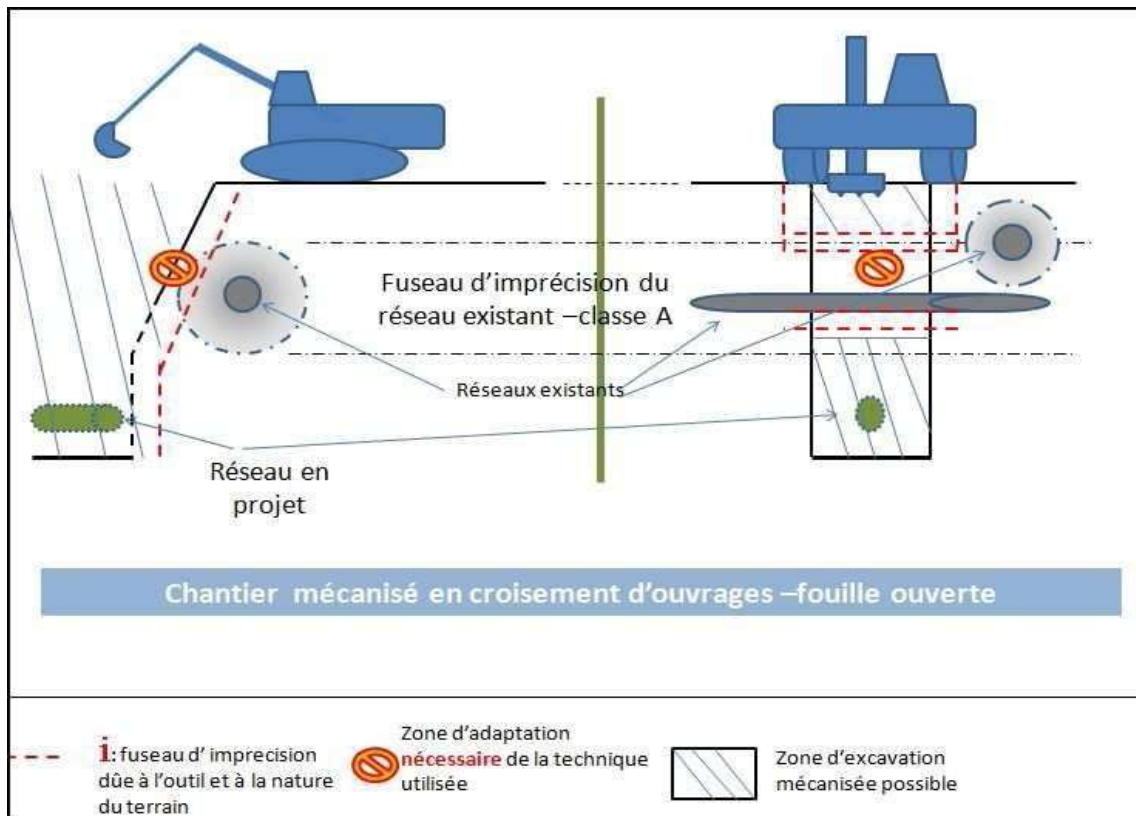 Fuseau d'imprécision du
réseau existant –classe A
Réseaux existants
Réseau en
projet
Chantier mécanisé en croisement d'ouvrages –fouille ouverte
i: fuseau d' imprecision
dûe à l'outil et à la nature
du terrain
Zone d'adaptation
nécessaire de la technique
utilisée
Zone d'excavation
mécanisée possible